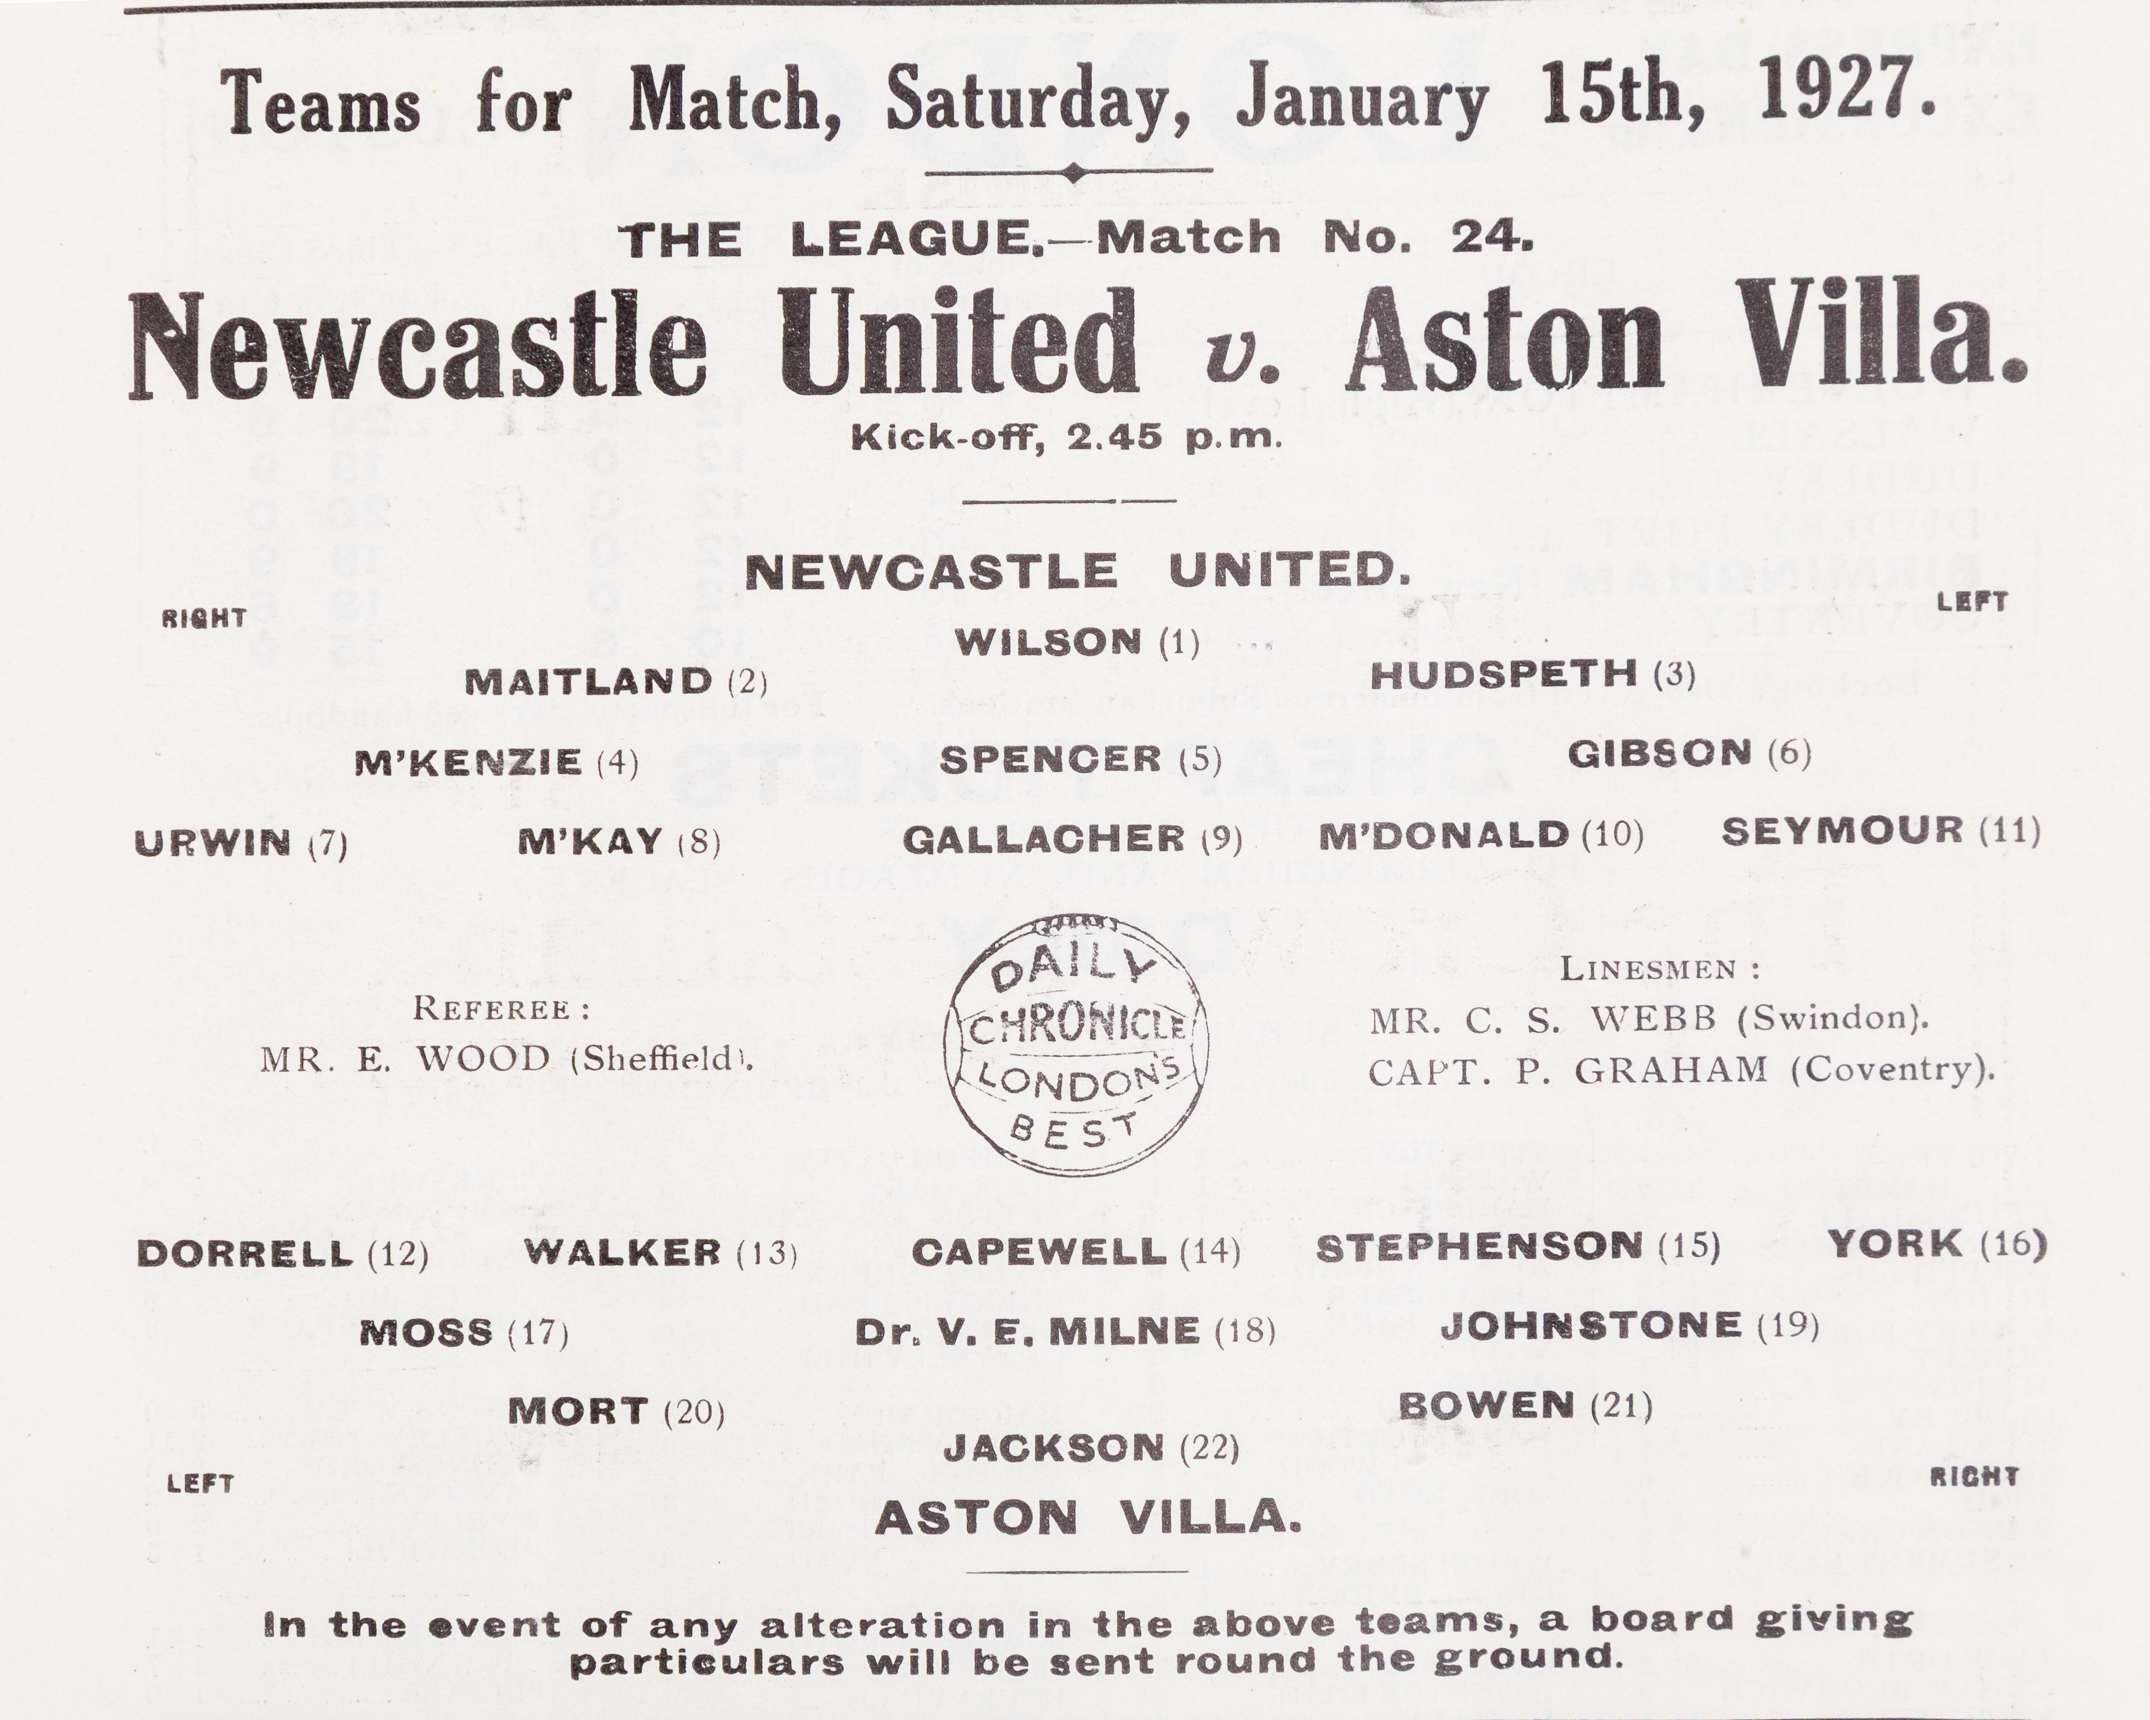 Teams for Match, Saturday, January 15th, 1927.
THE LEAGUE.—Match No. 24.
Newcastle United v. Aston Villa.
Kick-off, 2.45 p.m.
NEWCASTLE UNITED.
RIGHT LEFT
WILSON (1)
MAITLAND (2) HUDSPETH (3)
M'KENZIE (4) SPENCER (5) GIBSON (6)
URWIN (7) M'KAY (8) GALLACHER (9) M'DONALD (10) SEYMOUR (11)
REFEREE:
MR. E. WOOD (Sheffield).
DAILY
CHRONICLE
LONDON'S
BEST
LINESMEN:
MR. C. S. WEBB (Swindon).
CAPT. P. GRAHAM (Coventry).
DORRELL (12) WALKER (13) CAPEWELL (14) STEPHENSON (15) YORK (16)
MOSS (17) Dr. V. E. MILNE (18) JOHNSTONE (19)
MORT (20) BOWEN (21)
JACKSON (22)
LEFT RIGHT
ASTON VILLA.
In the event of any alteration in the above teams, a board giving
particulars will be sent round the ground.